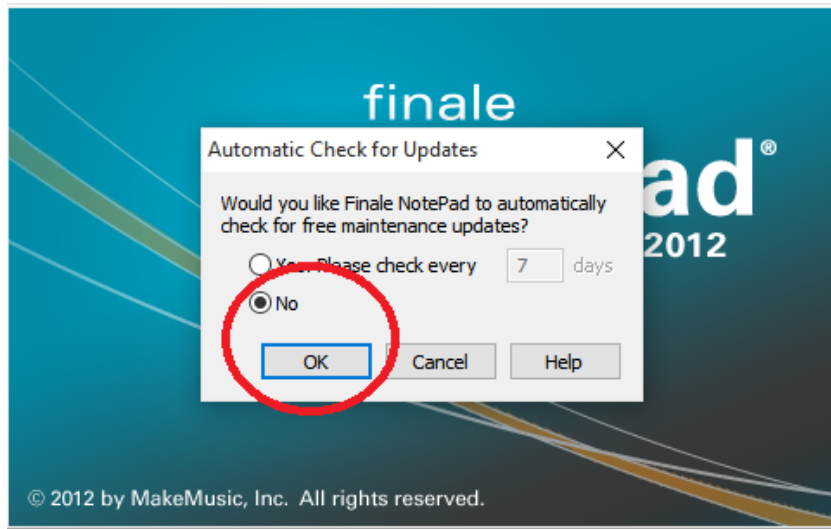 finale
Automatic Check for Updates
ad®
2012
Would you like Finale NotePad to automatically
check for free maintenance updates?
Yes. Please check every 7 days
No
OK Cancel Help
© 2012 by MakeMusic, Inc. All rights reserved.